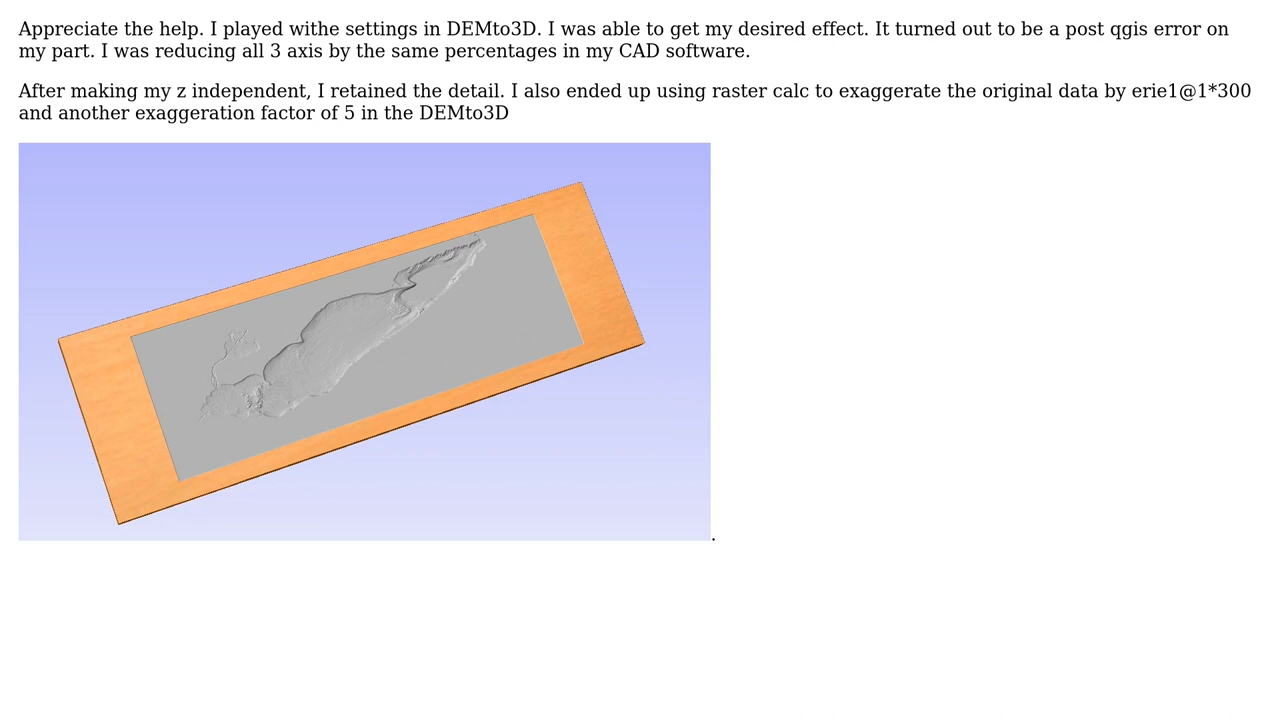 Appreciate the help. I played withe settings in DEMto3D. I was able to get my desired effect. It turned out to be a post qgis error on
my part. I was reducing all 3 axis by the same percentages in my CAD software.
After making my z independent, I retained the detail. I also ended up using raster calc to exaggerate the original data by erie1@1*300
and another exaggeration factor of 5 in the DEMto3D
.